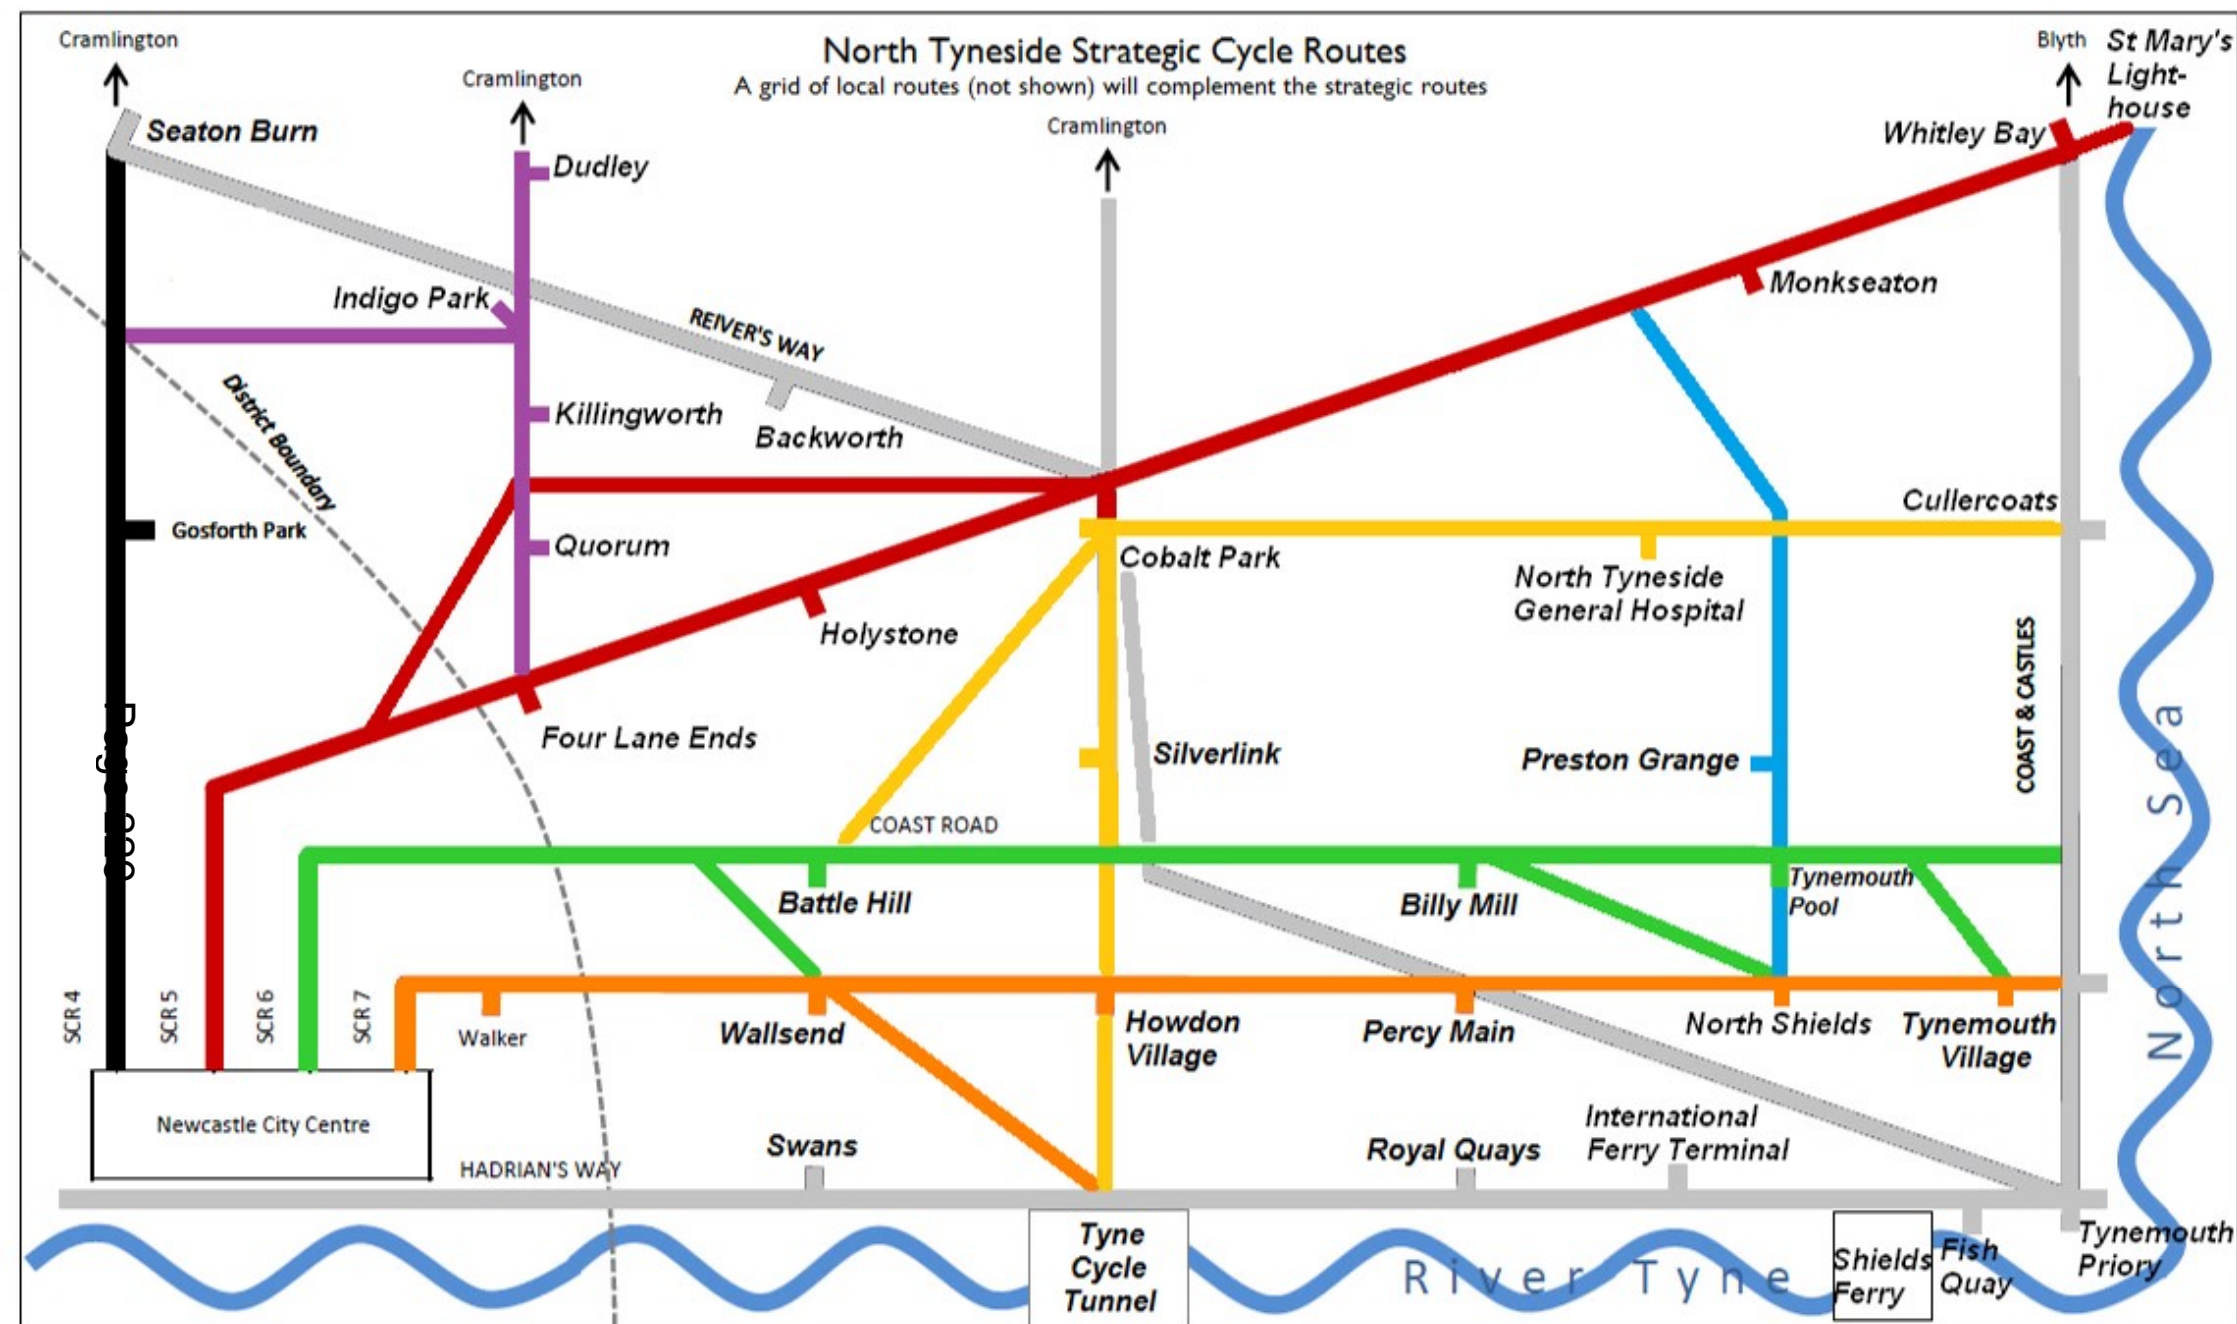 North Tyneside Strategic Cycle Routes
A grid of local routes (not shown) will complement the strategic routes
Cramlington
Cramlington
Cramlington
Blyth
St Mary's
Light-
house
Seaton Burn
Dudley
Whitley Bay
Indigo Park
REIVER'S WAY
Monkseaton
District Boundary
Killingworth
Backworth
Gosforth Park
Quorum
Cullercoats
Cobalt Park
North Tyneside
General Hospital
Holystone
Four Lane Ends
Silverlink
Preston Grange
COAST & CASTLES
North Sea
COAST ROAD
Battle Hill
Billy Mill
Tynemouth
Pool
SCR 4
SCR 5
SCR 6
SCR 7
Walker
Wallsend
Howdon
Village
Percy Main
North Shields
Tynemouth
Village
Newcastle City Centre
HADRIAN'S WAY
Swans
Royal Quays
International
Ferry Terminal
Tyne
Cycle
Tunnel
River Tyne
Shields
Ferry
Fish
Quay
Tynemouth
Priory